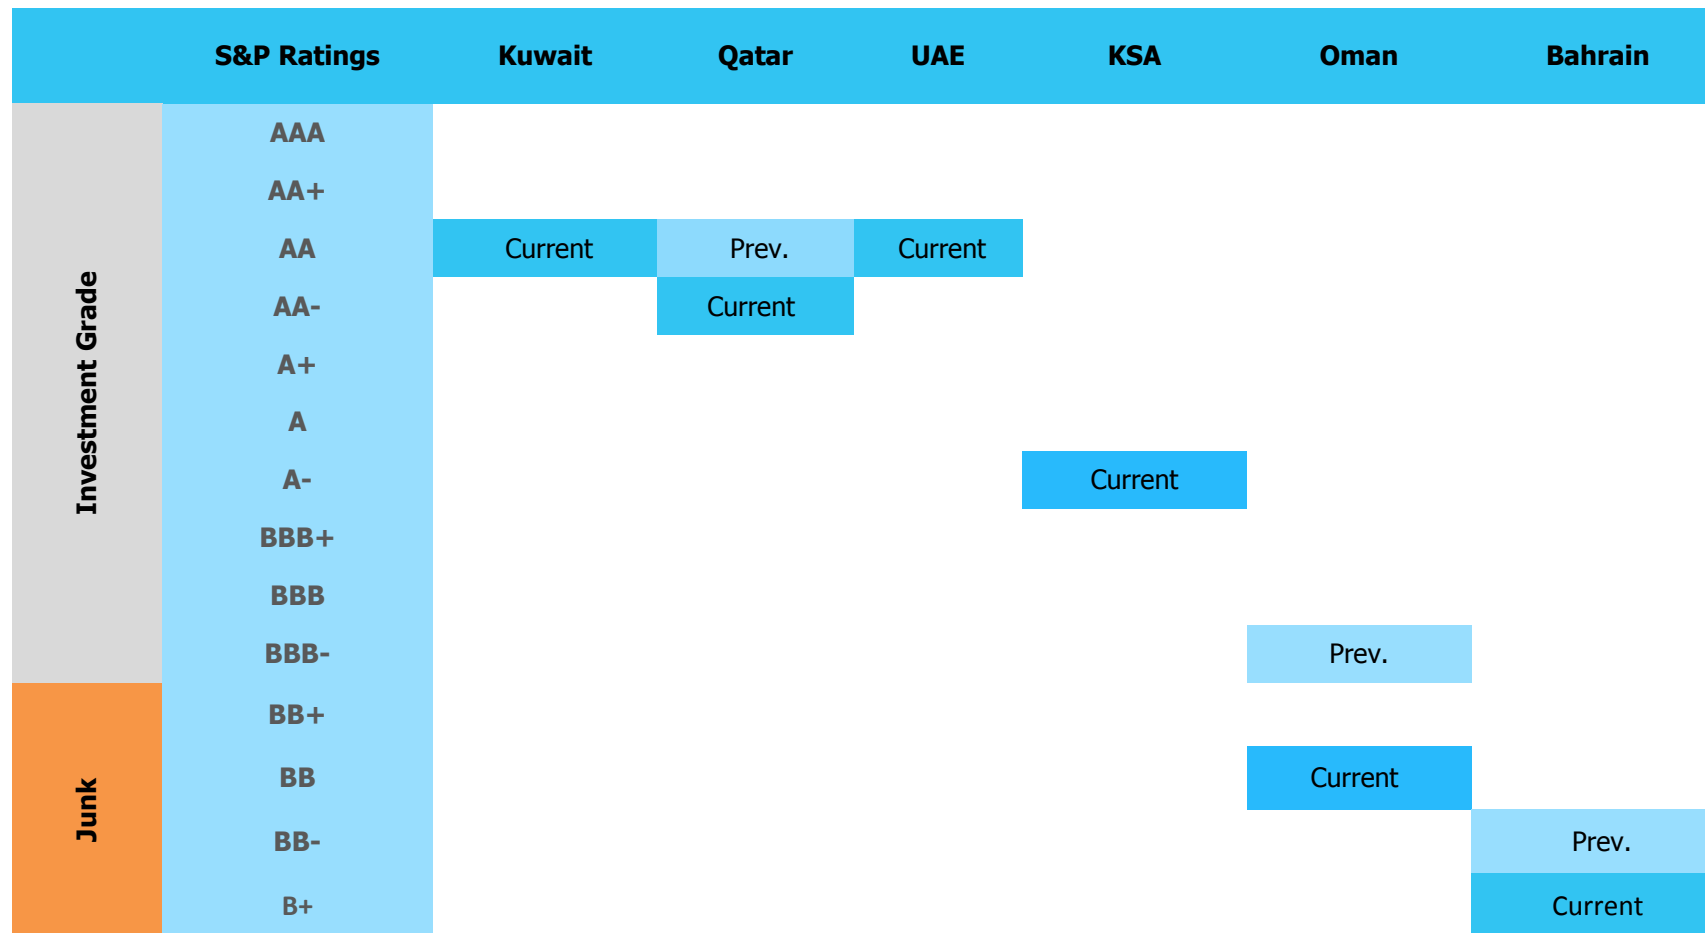 S&P Ratings Kuwait Qatar UAE KSA Oman Bahrain
Investment Grade
AAA
AA+
AA Current Prev. Current
AA- Current
A+
A
A- Current
BBB+
BBB
BBB- Prev.
Junk
BB+
BB Current
BB- Prev.
B+ Current